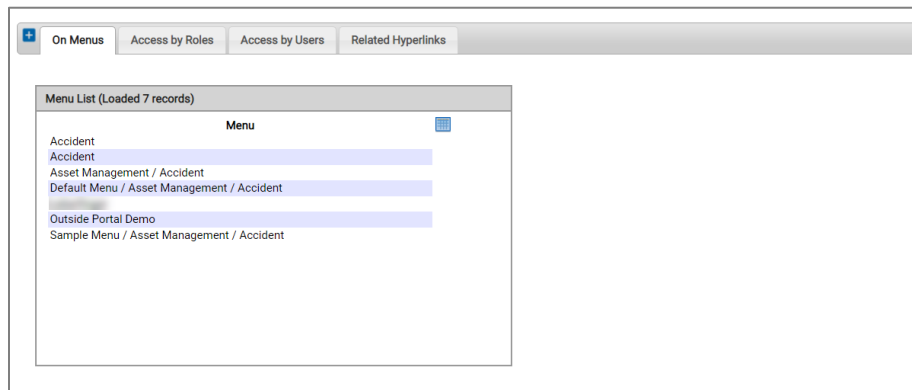 On Menus Access by Roles Access by Users Related Hyperlinks
Menu List (Loaded 7 records)
Menu
Accident
Accident
Asset Management / Accident
Default Menu / Asset Management / Accident
Outside Portal Demo
Sample Menu / Asset Management / Accident